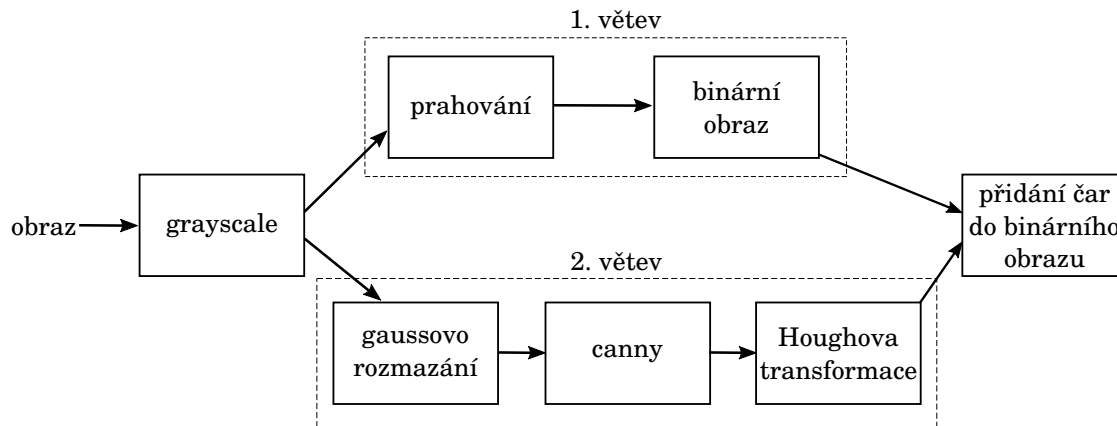 1. větev
prahování
binární
obraz
obraz
grayscale
přidání čar
do binárního
obrazu
2. větev
gaussovo
rozmazání
canny
Houghova
transformace